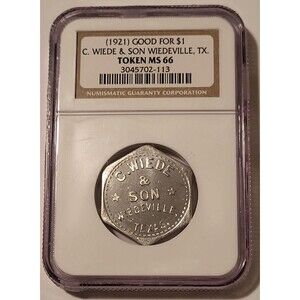 (1921) GOOD FOR $1
C. WIEDE & SON WIEDEVILLE, TX.
TOKEN MS 66
3045702-113
NUMISMATIC GUARANTY CORPORATION
C. WIEDE
&
SON
WIEDEVILLE,
TEXAS.